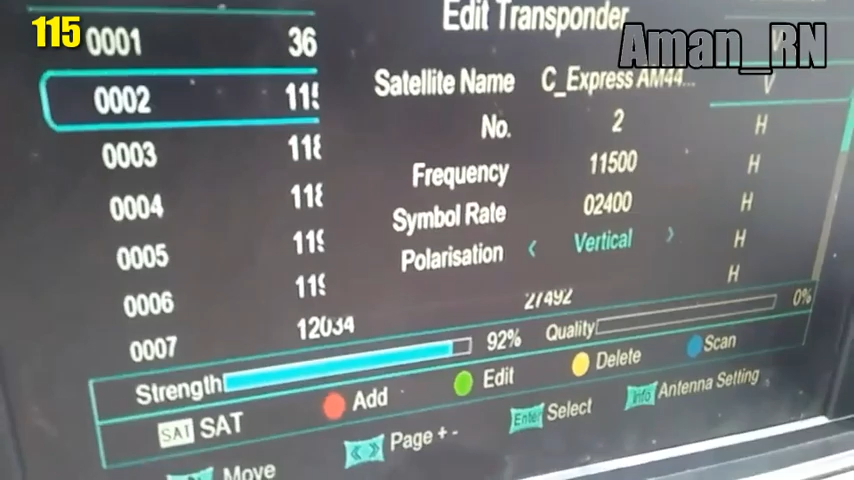 115
Aman_RN
Edit Transponder
0001 36
0002 115
V
0003 118
H
0004 118
H
0005 119
H
0006 119
H
0007 12034
H
Satellite Name C_Express AM44...
No. 2
Frequency 11500
Symbol Rate 02400
Polarisation < Vertical >
27492
Strength 92% Quality 0%
SAT SAT Add Edit Delete Scan
Move Page + - Enter Select Info Antenna Setting